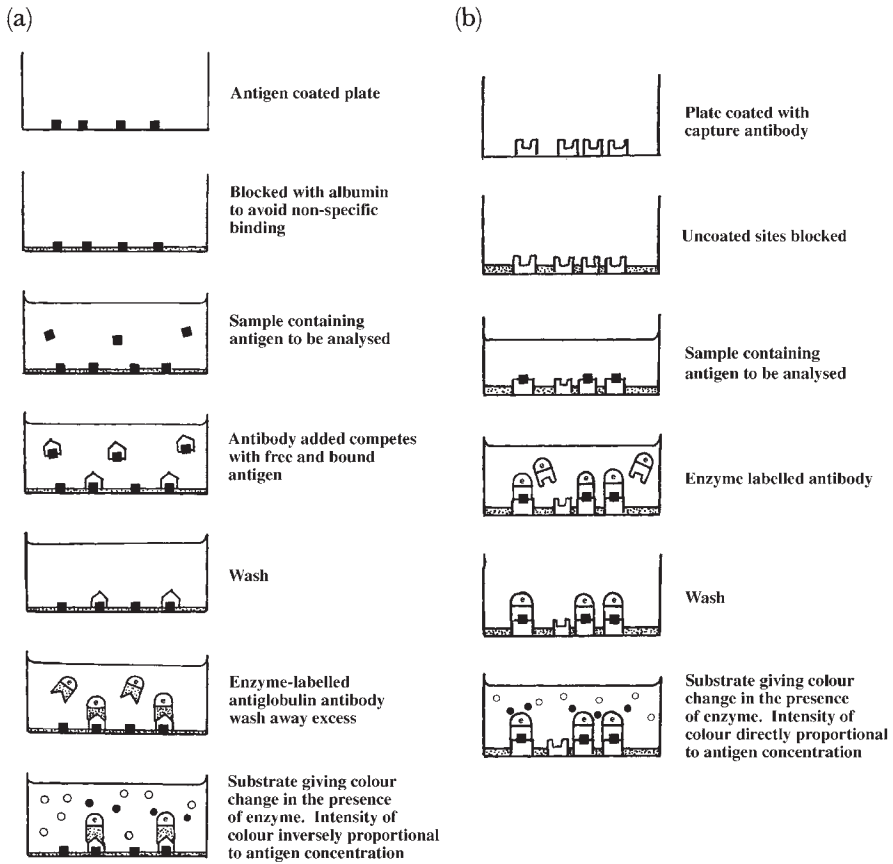 (a)
Antigen coated plate
Blocked with albumin
to avoid non-specific
binding
Sample containing
antigen to be analysed
Antibody added competes
with free and bound
antigen
Wash
Enzyme-labelled
antiglobulin antibody
wash away excess
Substrate giving colour
change in the presence
of enzyme. Intensity of
colour inversely proportional
to antigen concentration
(b)
Plate coated with
capture antibody
Uncoated sites blocked
Sample containing
antigen to be analysed
e
e
e
e
e
Enzyme labelled antibody
e
e
e
Wash
Substrate giving colour
change in the presence
of enzyme. Intensity of
colour directly proportional
to antigen concentration